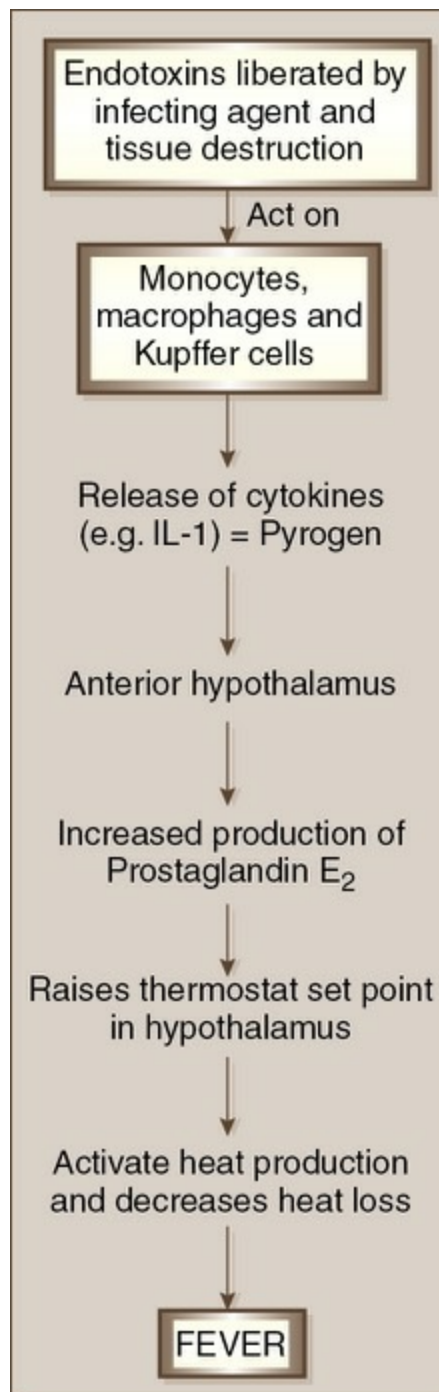 Endotoxins liberated by
infecting agent and
tissue destruction
Act on
Monocytes,
macrophages and
Kupffer cells
Release of cytokines
(e.g. IL-1) = Pyrogen
Anterior hypothalamus
Increased production of
Prostaglandin E₂
Raises thermostat set point
in hypothalamus
Activate heat production
and decreases heat loss
FEVER